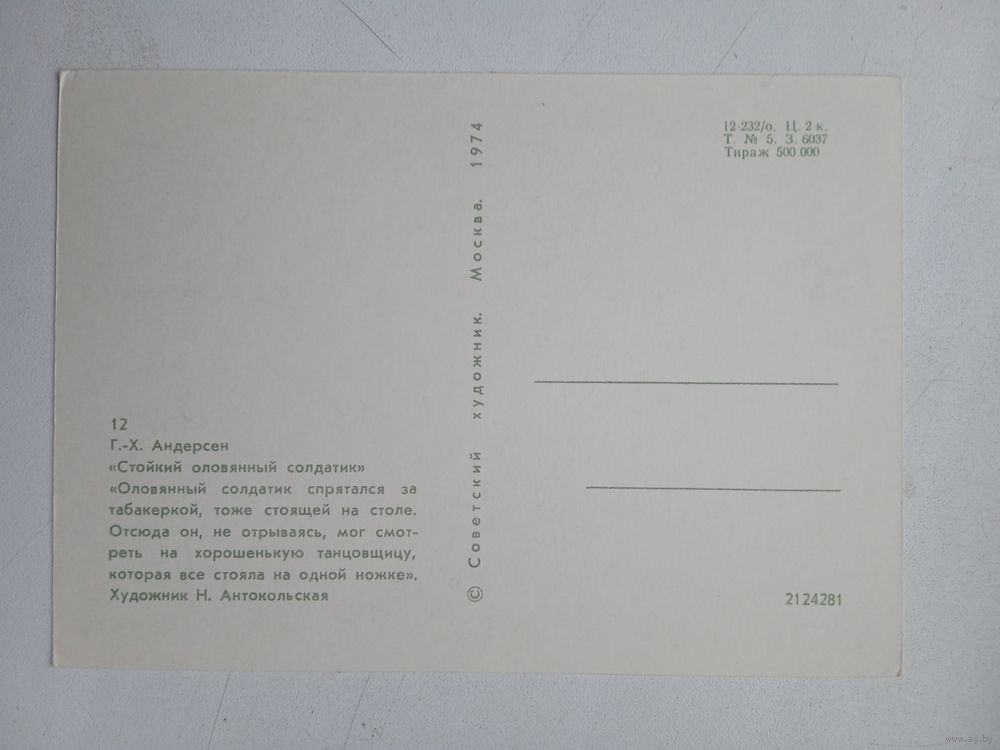 12
Г.-Х. Андерсен
«Стойкий оловянный солдатик»
«Оловянный солдатик спрятался за
табакеркой, тоже стоящей на столе.
Отсюда он, не отрываясь, мог смот-
реть на хорошенькую танцовщицу,
которая все стояла на одной ножке».
Художник Н. Антокольская
© Советский художник. Москва. 1974
12-232/о. Ц. 2 к.
Т. № 5. З. 6037
Тираж 500 000
2124281
www.ay.by